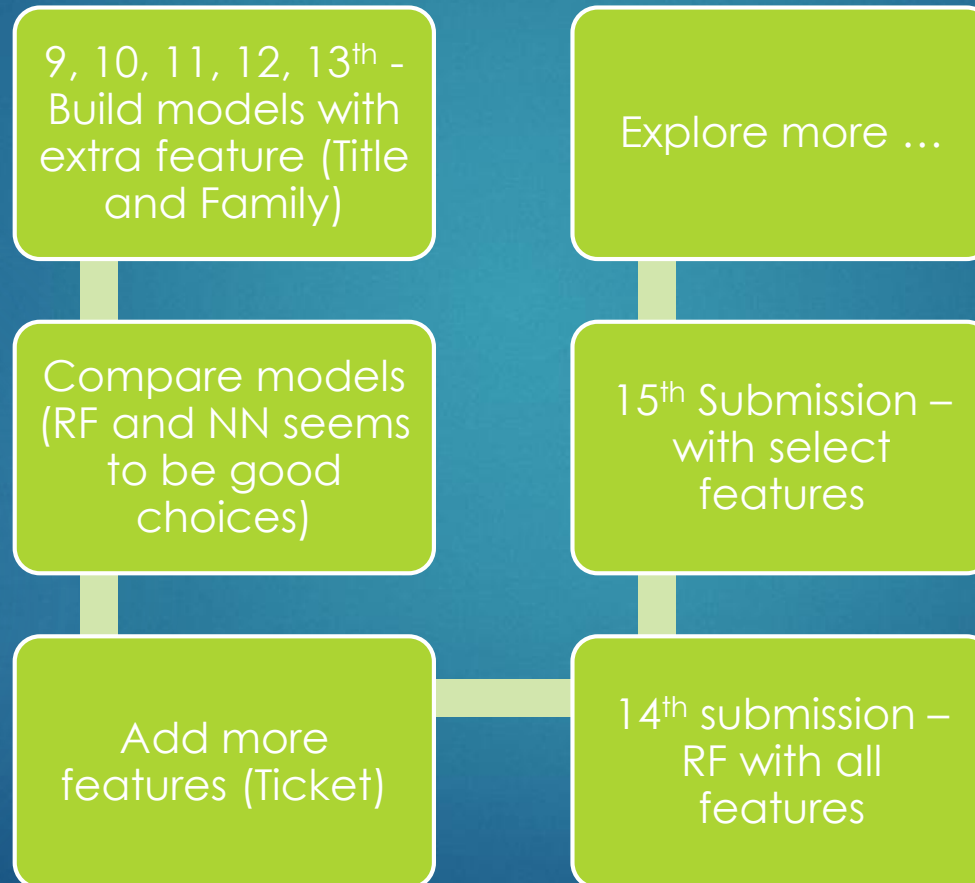 9, 10, 11, 12, 13th -
Build models with
extra feature (Title
and Family)
Compare models
(RF and NN seems
to be good
choices)
Add more
features (Ticket)
14th submission –
RF with all
features
15th Submission –
with select
features
Explore more …